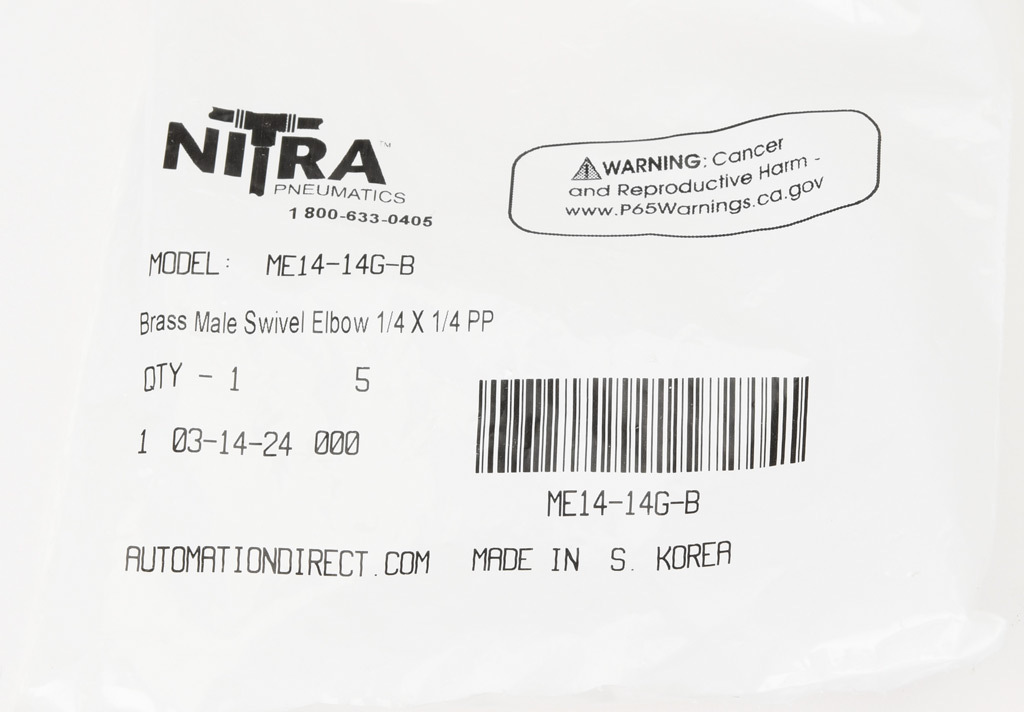 NITRA™
PNEUMATICS
1 800-633-0405
WARNING: Cancer
and Reproductive Harm -
www.P65Warnings.ca.gov
MODEL: ME14-14G-B
Brass Male Swivel Elbow 1/4 X 1/4 PP
QTY - 1 5
1 03-14-24 000
ME14-14G-B
AUTOMATIONDIRECT.COM MADE IN S. KOREA